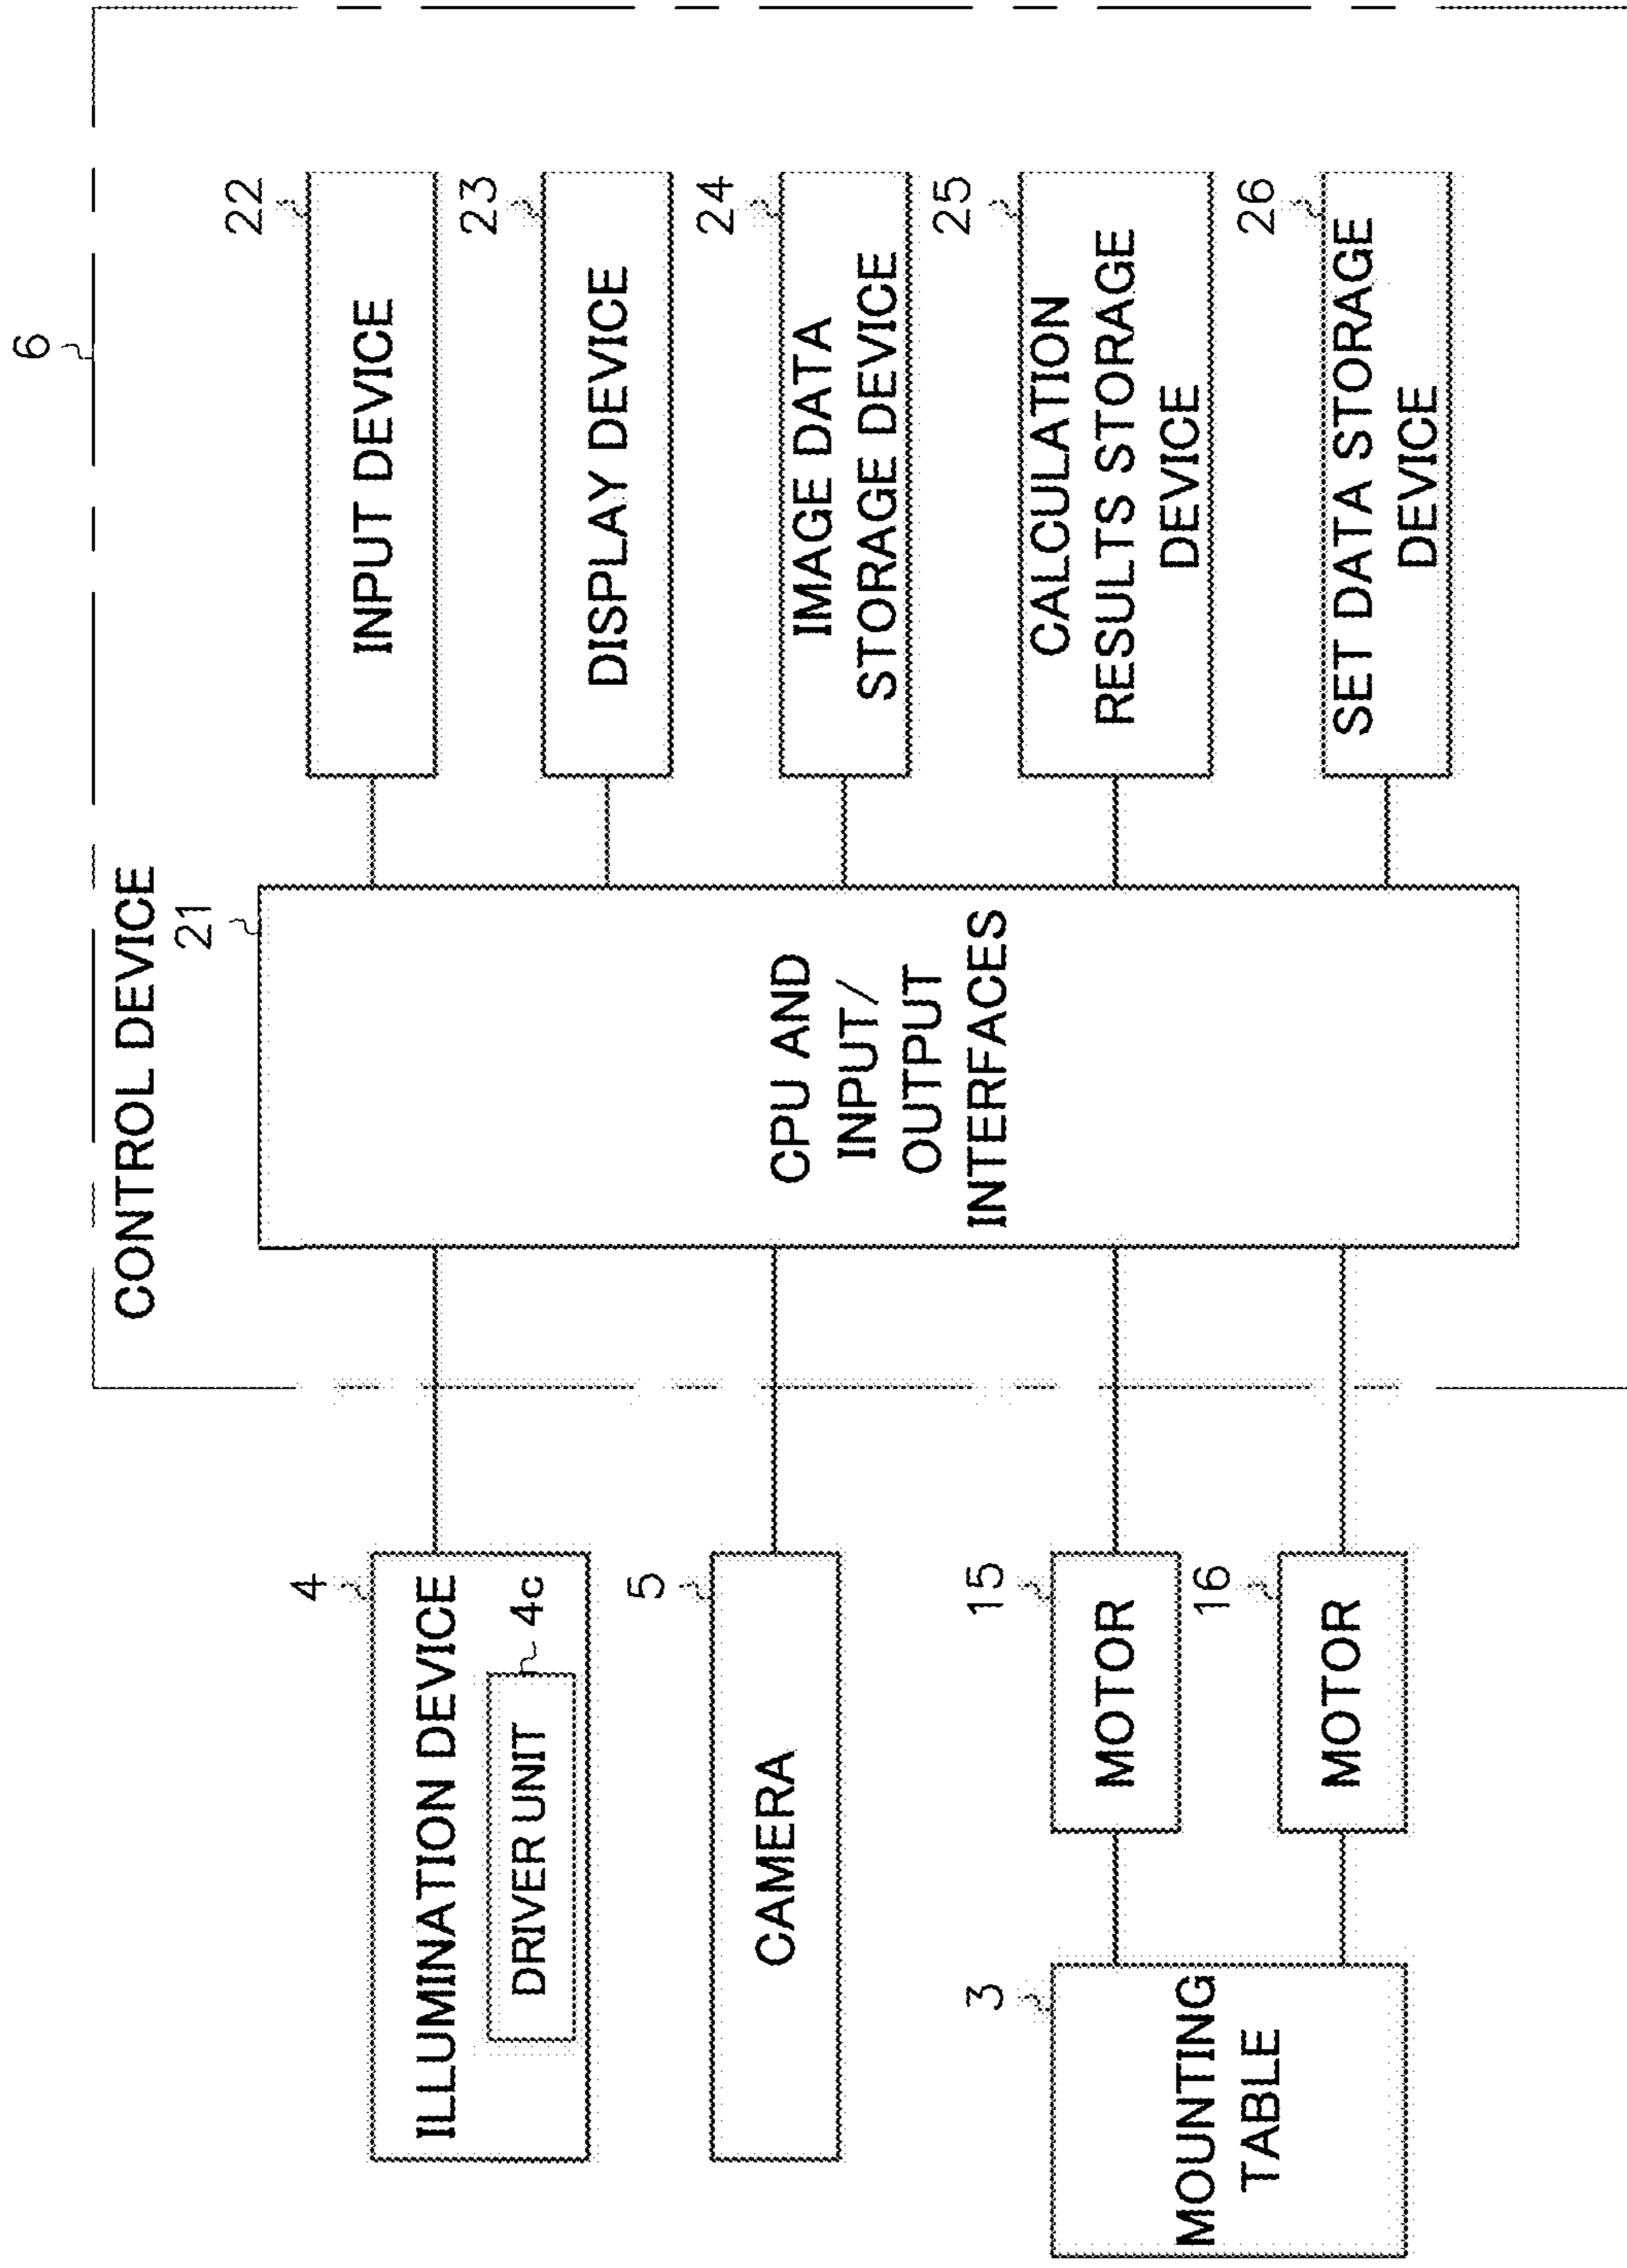 6
CONTROL DEVICE
21
4
ILLUMINATION DEVICE
DRIVER UNIT
4c
5
CAMERA
3
MOUNTING
TABLE
15
MOTOR
16
MOTOR
CPU AND
INPUT/
OUTPUT
INTERFACES
22
INPUT DEVICE
23
DISPLAY DEVICE
24
IMAGE DATA
STORAGE DEVICE
25
CALCULATION
RESULTS STORAGE
DEVICE
26
SET DATA STORAGE
DEVICE